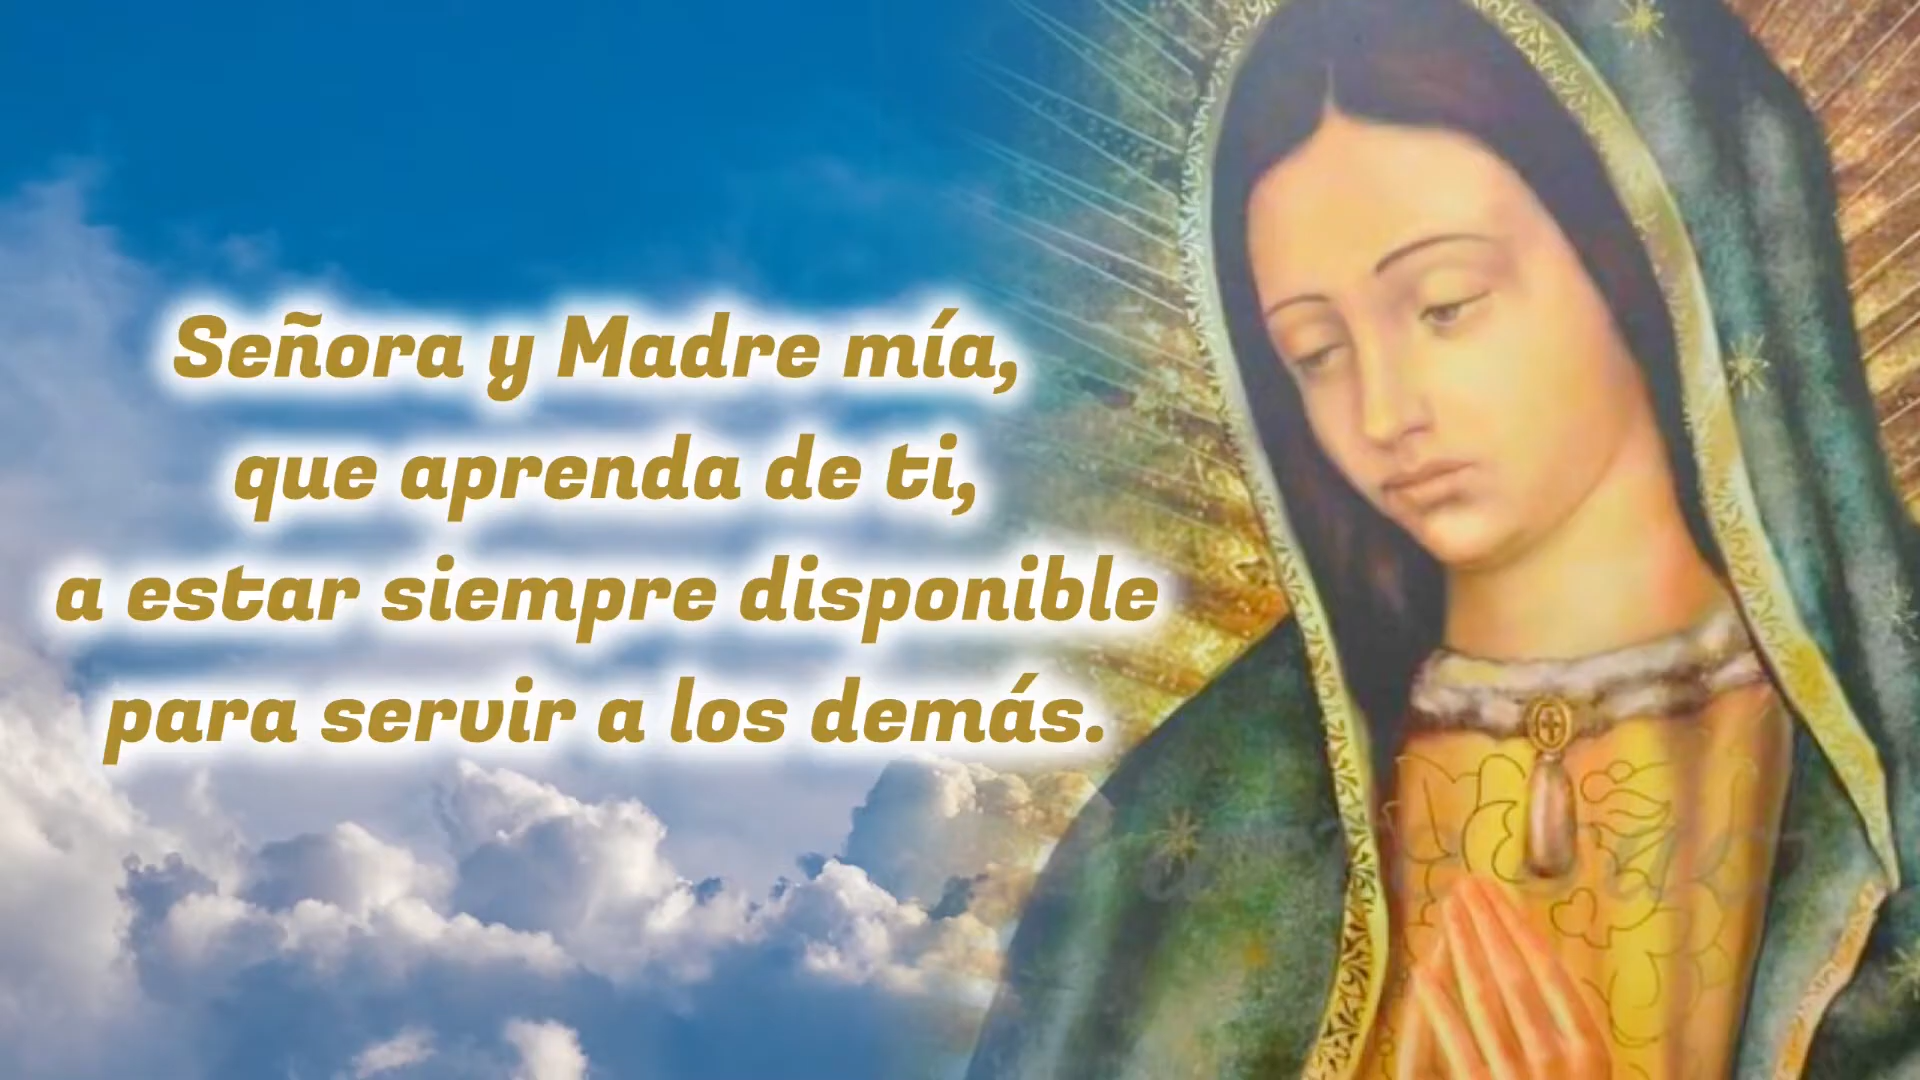 Señora y Madre mía,
que aprenda de ti,
a estar siempre disponible
para servir a los demás.